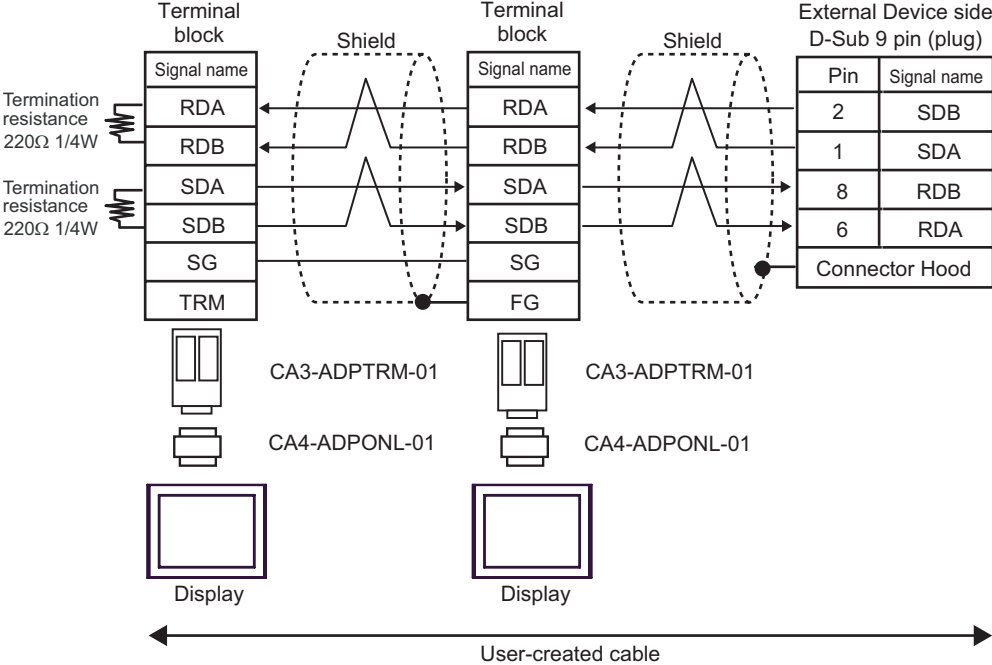 Terminal
block
Terminal
block
External Device side
D-Sub 9 pin (plug)
Shield
Shield
Signal name
Signal name
Pin Signal name
Termination
resistance
220Ω 1/4W
RDA
RDA
2 SDB
RDB
RDB
1 SDA
Termination
resistance
220Ω 1/4W
SDA
SDA
8 RDB
SDB
SDB
6 RDA
SG
SG
Connector Hood
TRM
FG
CA3-ADPTRM-01
CA3-ADPTRM-01
CA4-ADPONL-01
CA4-ADPONL-01
Display
Display
User-created cable